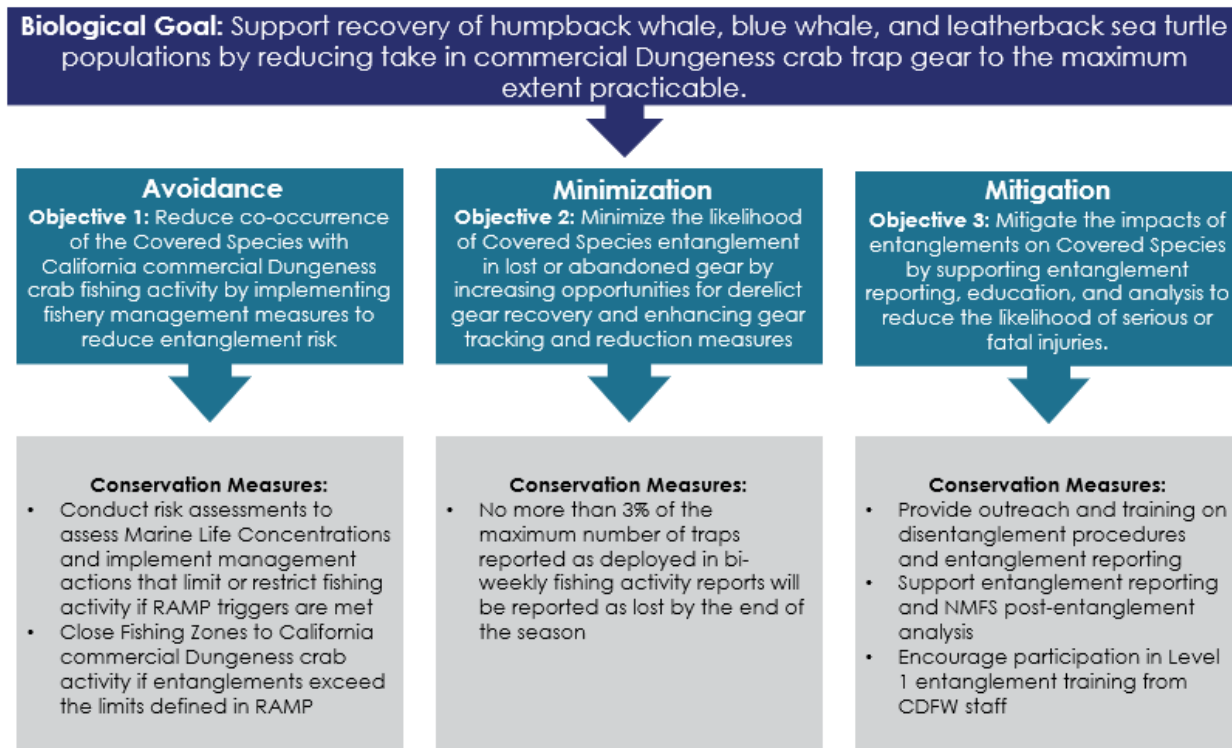 Biological Goal: Support recovery of humpback whale, blue whale, and leatherback sea turtle
populations by reducing take in commercial Dungeness crab trap gear to the maximum
extent practicable.
Avoidance
Objective 1: Reduce co-occurrence
of the Covered Species with
California commercial Dungeness
crab fishing activity by implementing
fishery management measures to
reduce entanglement risk
Conservation Measures:
• Conduct risk assessments to
assess Marine Life Concentrations
and implement management
actions that limit or restrict fishing
activity if RAMP triggers are met
• Close Fishing Zones to California
commercial Dungeness crab
activity if entanglements exceed
the limits defined in RAMP
Minimization
Objective 2: Minimize the likelihood
of Covered Species entanglement
in lost or abandoned gear by
increasing opportunities for derelict
gear recovery and enhancing gear
tracking and reduction measures
Conservation Measures:
• No more than 3% of the
maximum number of traps
reported as deployed in bi-
weekly fishing activity reports will
be reported as lost by the end of
the season
Mitigation
Objective 3: Mitigate the impacts of
entanglements on Covered Species
by supporting entanglement
reporting, education, and analysis to
reduce the likelihood of serious or
fatal injuries.
Conservation Measures:
• Provide outreach and training on
disentanglement procedures
and entanglement reporting
• Support entanglement reporting
and NMFS post-entanglement
analysis
• Encourage participation in Level
1 entanglement training from
CDFW staff